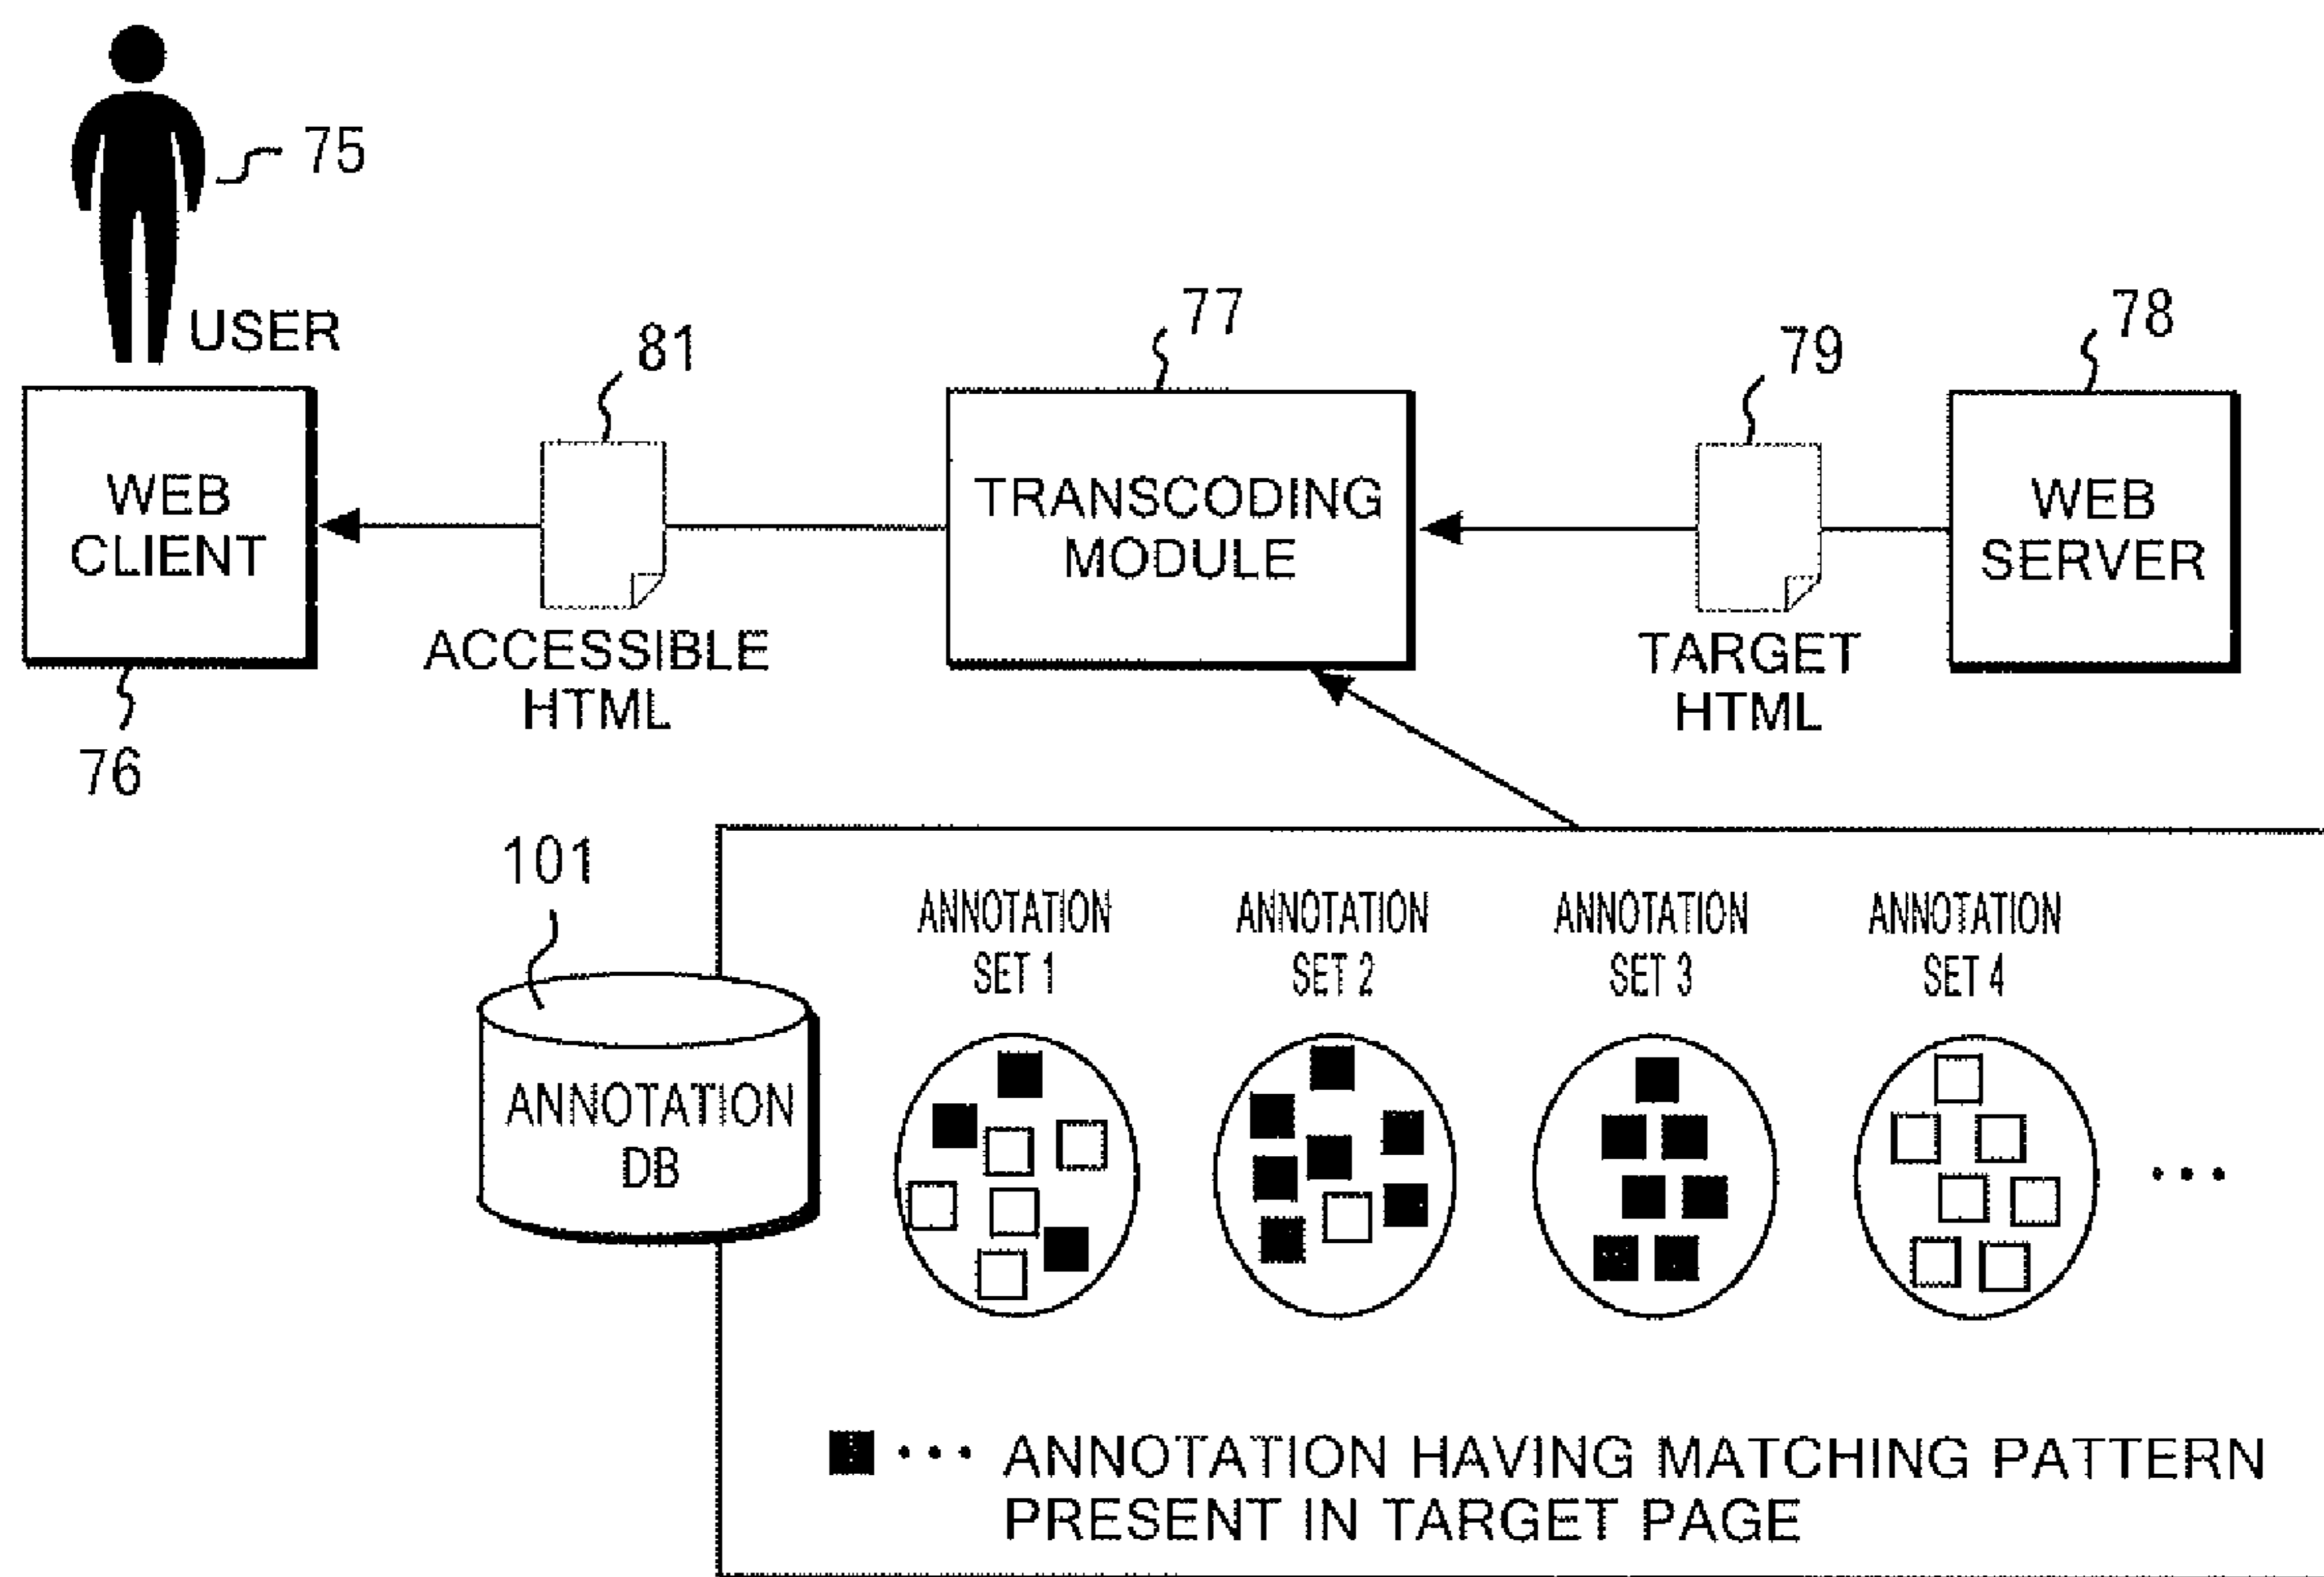 75
USER
81
77
79
78
WEB
CLIENT
TRANSCODING
MODULE
WEB
SERVER
ACCESSIBLE
HTML
TARGET
HTML
76
101
ANNOTATION
SET 1
ANNOTATION
SET 2
ANNOTATION
SET 3
ANNOTATION
SET 4
ANNOTATION
DB
• • •
• • • ANNOTATION HAVING MATCHING PATTERN
PRESENT IN TARGET PAGE